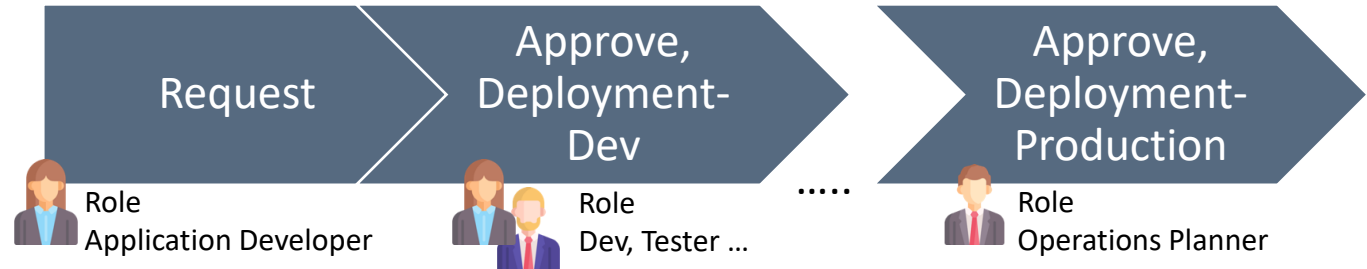 Request
Approve,
Deployment-
Dev
Approve,
Deployment-
Production
Role
Application Developer
Role
Dev, Tester ...
.....
Role
Operations Planner